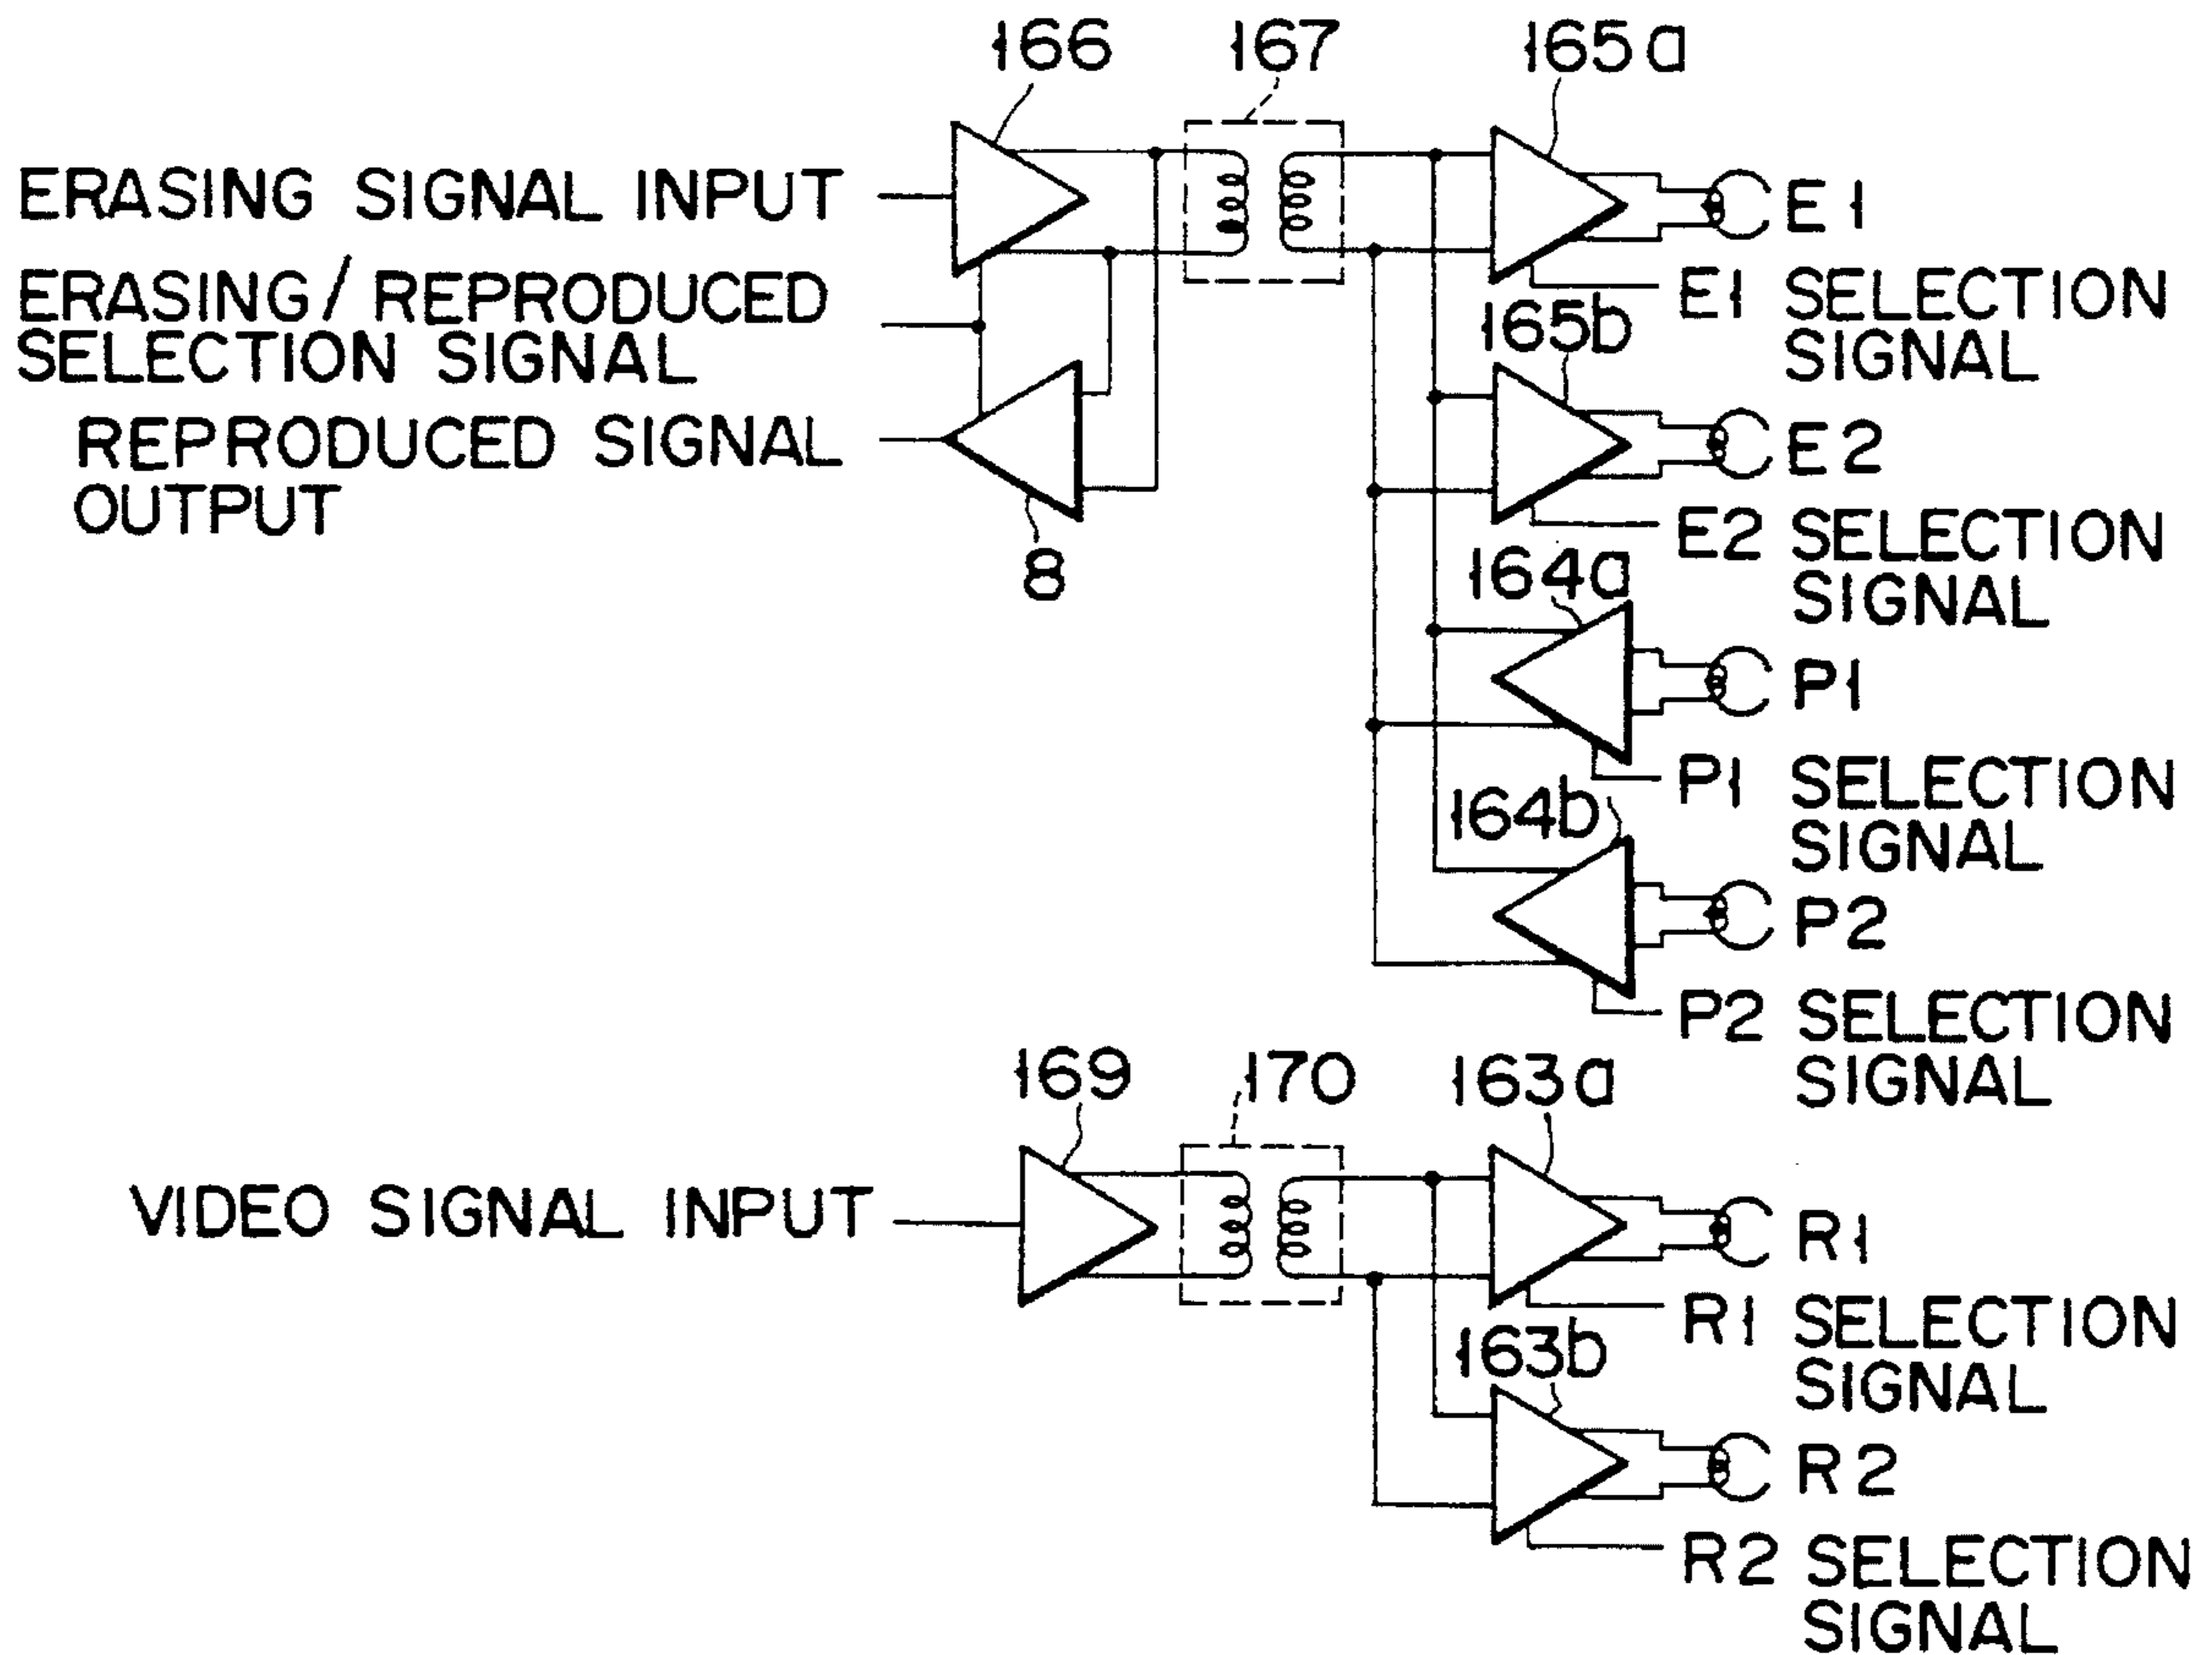 166
167
165a
ERASING SIGNAL INPUT
E1
ERASING/REPRODUCED
SELECTION SIGNAL
E1 SELECTION
SIGNAL
165b
REPRODUCED SIGNAL
OUTPUT
E2
8
E2 SELECTION
SIGNAL
164a
P1
P1 SELECTION
SIGNAL
164b
P2
P2 SELECTION
SIGNAL
169
170
163a
VIDEO SIGNAL INPUT
R1
R1 SELECTION
SIGNAL
163b
R2
R2 SELECTION
SIGNAL